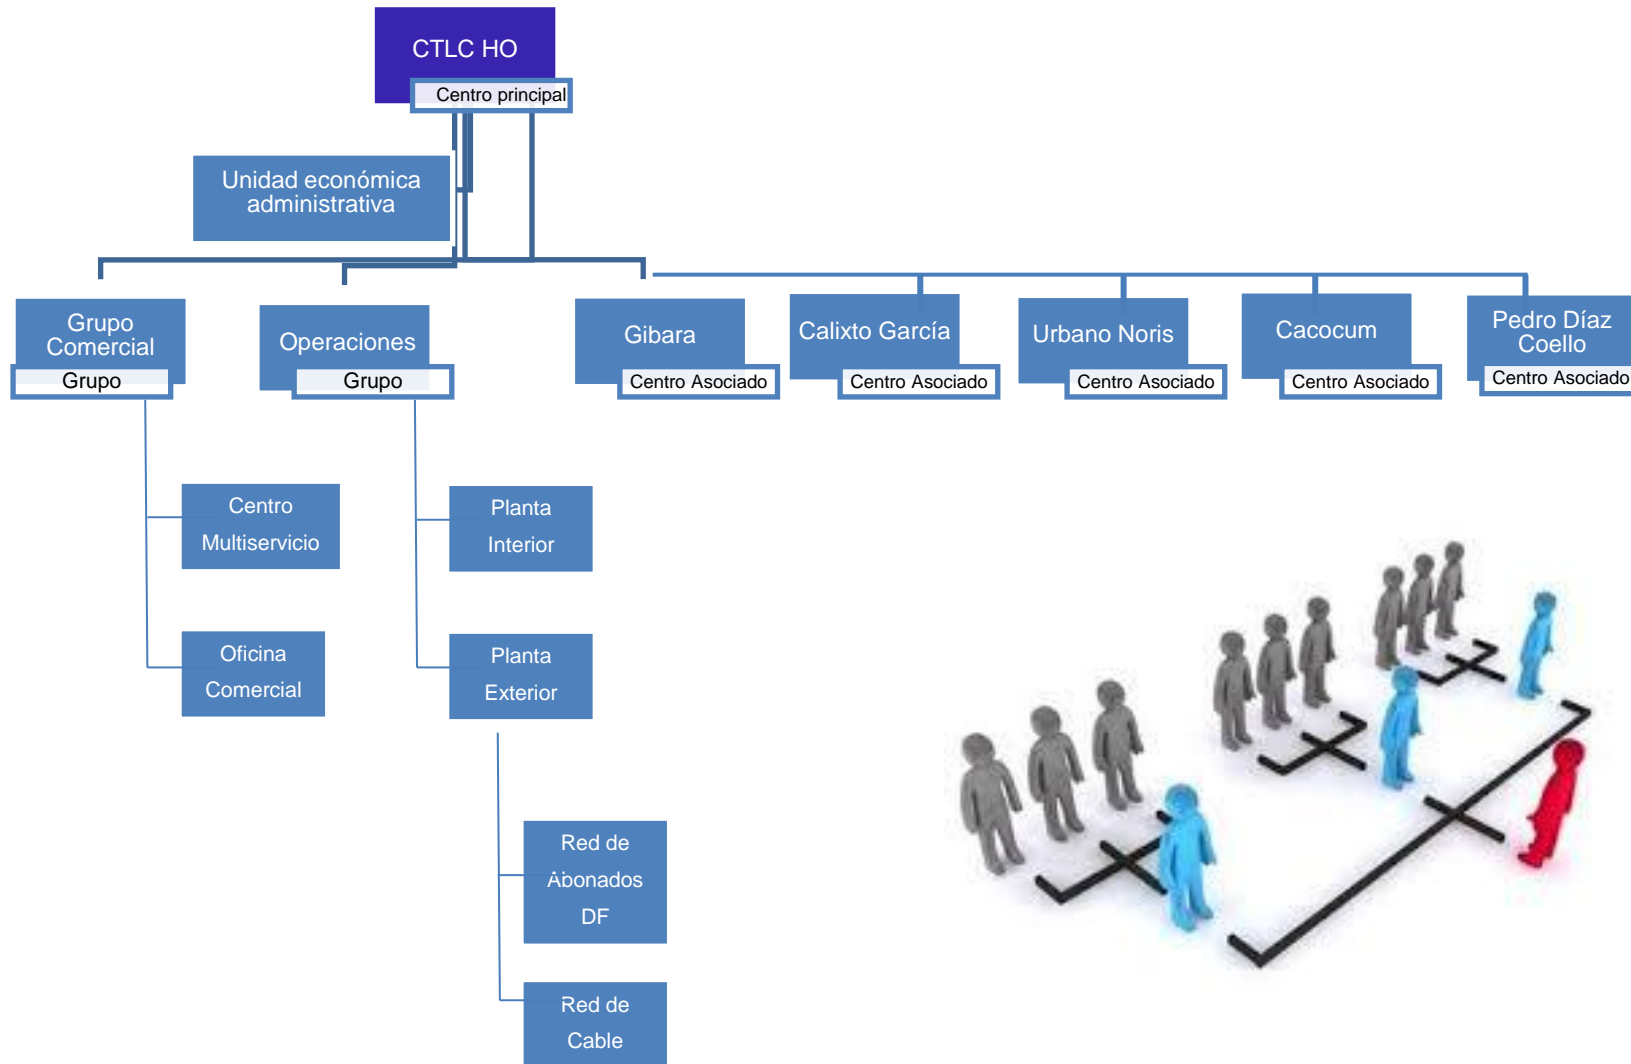 CTLC HO
Centro principal
Unidad económica
administrativa
Grupo
Comercial
Grupo
Operaciones
Grupo
Gibara
Centro Asociado
Calixto García
Centro Asociado
Urbano Noris
Centro Asociado
Cacocum
Centro Asociado
Pedro Díaz
Coello
Centro Asociado
Centro
Multiservicio
Oficina
Comercial
Planta
Interior
Planta
Exterior
Red de
Abonados
DF
Red de
Cable